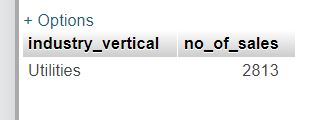 + Options
industry_vertical no_of_sales
Utilities 2813